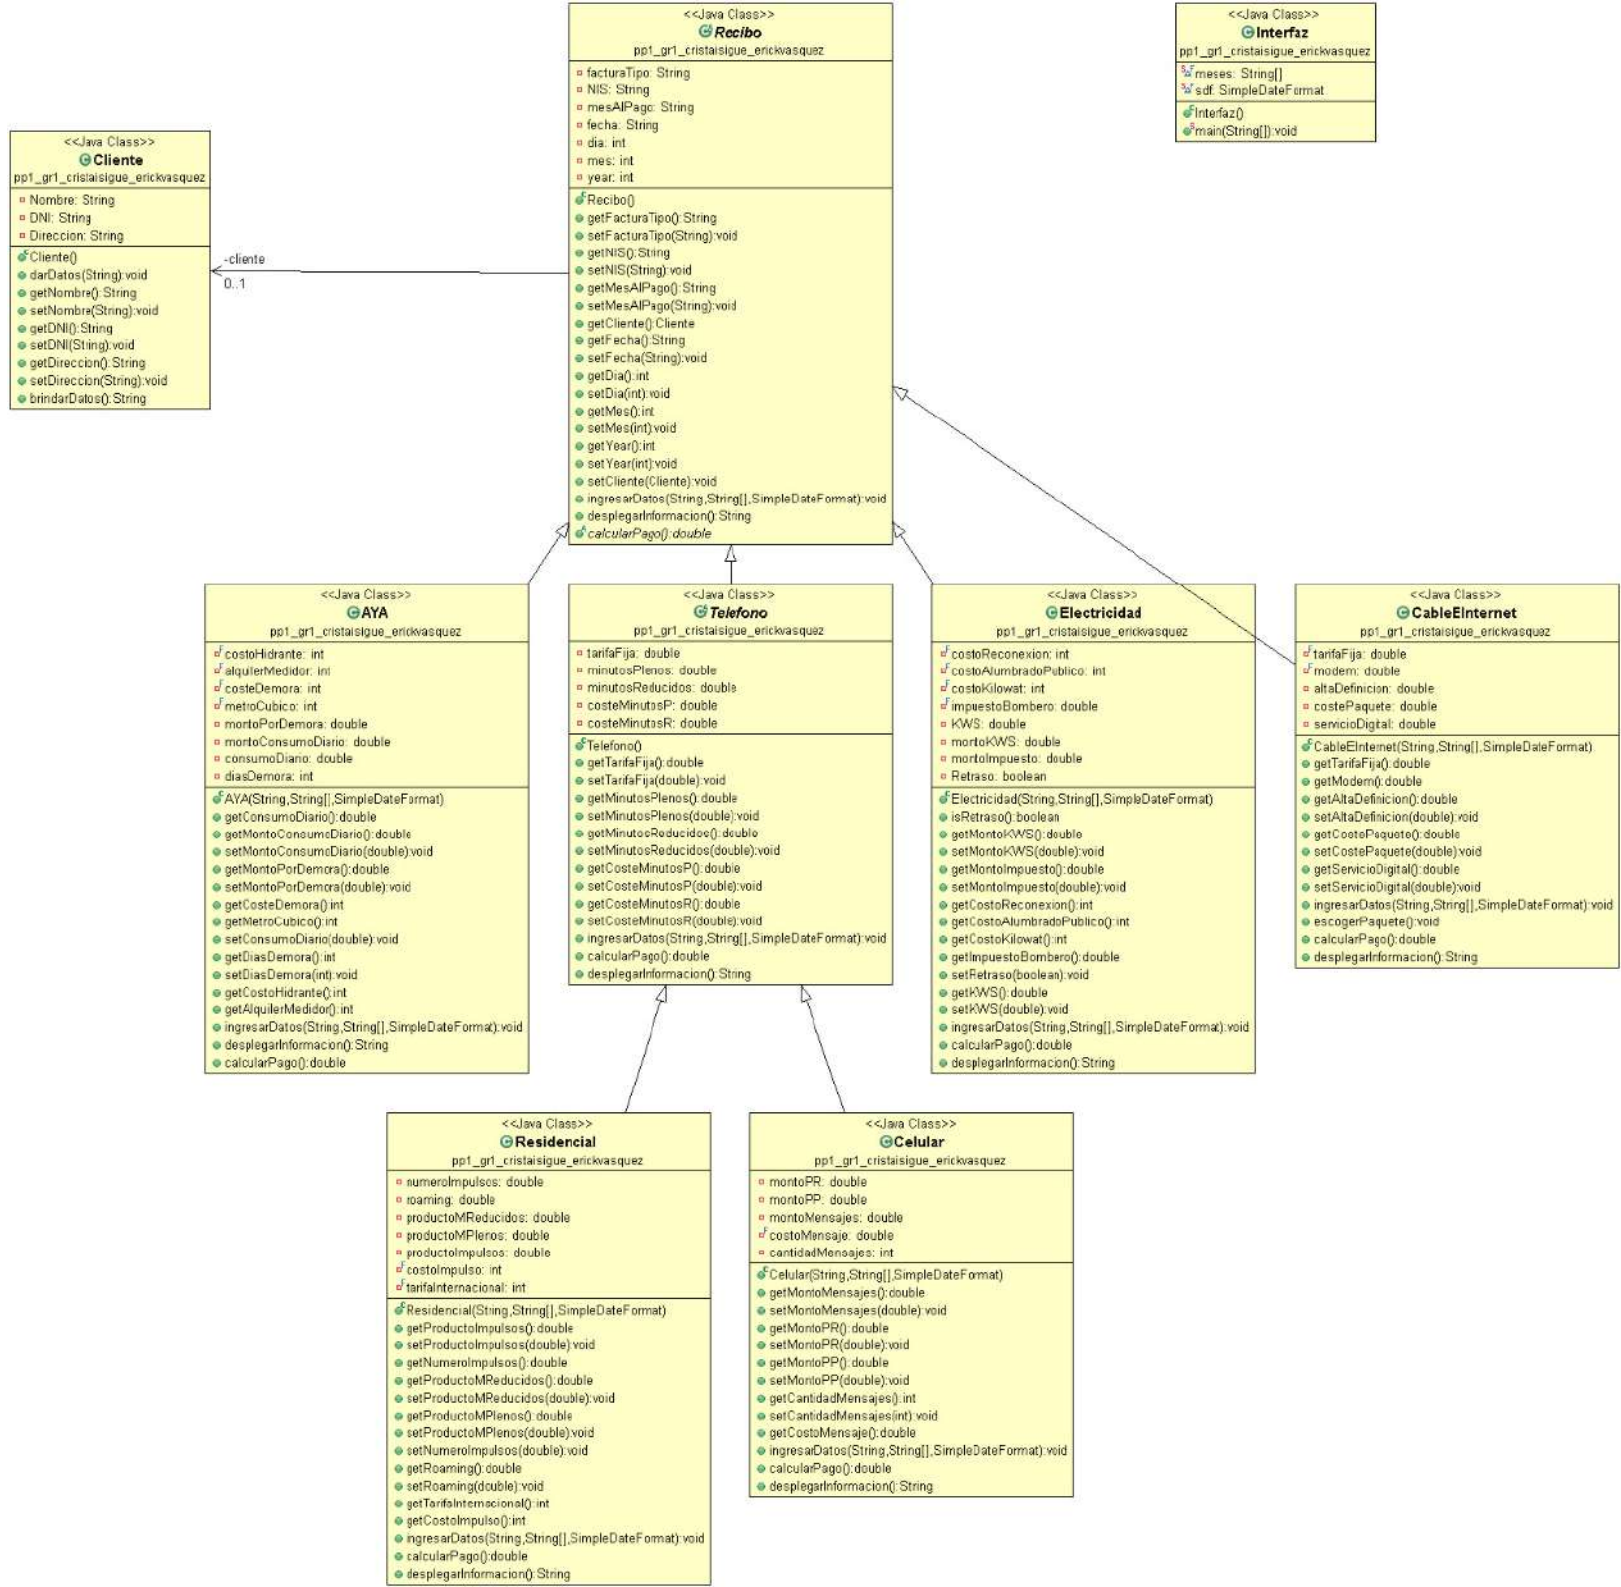 <<Java Class>>
Recibo
pp1_gr1_cristaisigue_erickvasquez
facturaTipo: String
NIS: String
mesAlPago: String
fecha: String
dia: int
mes: int
year: int
Recibo()
getFacturaTipo():String
setFacturaTipo(String):void
getNIS():String
setNIS(String):void
getMesAlPago():String
setMesAlPago(String):void
getCliente():Cliente
getFecha():String
setFecha(String):void
getDia():int
setDia(int):void
getMes():int
setMes(int):void
getYear():int
setYear(int):void
setCliente(Cliente):void
ingresarDatos(String,String[],SimpleDateFormat):void
desplegarInformacion():String
calcularPago():double
<<Java Class>>
Interfaz
pp1_gr1_cristaisigue_erickvasquez
meses: String[]
sdf: SimpleDateFormat
Interfaz()
main(String[]):void
<<Java Class>>
Cliente
pp1_gr1_cristaisigue_erickvasquez
Nombre: String
DNI: String
Direccion: String
Cliente()
darDatos(String):void
getNombre():String
setNombre(String):void
getDNI():String
setDNI(String):void
getDireccion():String
setDireccion(String):void
brindarDatos():String
-cliente
0..1
<<Java Class>>
AYA
pp1_gr1_cristaisigue_erickvasquez
costoHidrante: int
alquilerMedidor: int
costeDemora: int
metroCubico: int
montoPorDemora: double
montoConsumoDiario: double
consumoDiario: double
diasDemora: int
AYA(String,String[],SimpleDateFormat)
getConsumoDiario():double
getMontoConsumoDiario():double
setMontoConsumoDiario(double):void
getMontoPorDemora():double
setMontoPorDemora(double):void
getCosteDemora():int
getMetroCubico():int
setConsumoDiario(double):void
getDiasDemora():int
setDiasDemora(int):void
getCostoHidrante():int
getAlquilerMedidor():int
ingresarDatos(String,String[],SimpleDateFormat):void
desplegarInformacion():String
calcularPago():double
<<Java Class>>
Telefono
pp1_gr1_cristaisigue_erickvasquez
tarifaFija: double
minutosPlenos: double
minutosReducidos: double
costeMinutosP: double
costeMinutosR: double
Telefono()
getTarifaFija():double
setTarifaFija(double):void
getMinutosPlenos():double
setMinutosPlenos(double):void
getMinutosReducidos():double
setMinutosReducidos(double):void
getCosteMinutosP():double
setCosteMinutosP(double):void
getCosteMinutosR():double
setCosteMinutosR(double):void
ingresarDatos(String,String[],SimpleDateFormat):void
calcularPago():double
desplegarInformacion():String
<<Java Class>>
Electricidad
pp1_gr1_cristaisigue_erickvasquez
costoReconexion: int
costoAlumbradoPublico: int
costoKilowat: int
impuestoBombero: double
KWS: double
montoKWS: double
montoImpuesto: double
Retraso: boolean
Electricidad(String,String[],SimpleDateFormat)
isRetraso():boolean
getMontoKWS():double
setMontoKWS(double):void
getMontoImpuesto():double
setMontoImpuesto(double):void
getCostoReconexion():int
getCostoAlumbradoPublico():int
getCostoKilowat():int
getImpuestoBombero():double
setRetraso(boolean):void
getKWS():double
setKWS(double):void
ingresarDatos(String,String[],SimpleDateFormat):void
calcularPago():double
desplegarInformacion():String
<<Java Class>>
CableEInternet
pp1_gr1_cristaisigue_erickvasquez
tarifaFija: double
modem: double
altaDefinicion: double
costePaquete: double
servicioDigital: double
CableEInternet(String,String[],SimpleDateFormat)
getTarifaFija():double
getModem():double
getAltaDefinicion():double
setAltaDefinicion(double):void
getCostePaquete():double
setCostePaquete(double):void
getServicioDigital():double
setServicioDigital(double):void
ingresarDatos(String,String[],SimpleDateFormat):void
escogerPaquete():void
calcularPago():double
desplegarInformacion():String
<<Java Class>>
Residencial
pp1_gr1_cristaisigue_erickvasquez
numeroImpulsos: double
roaming: double
productoMReducidos: double
productoMPlenos: double
productoImpulsos: double
costoImpulso: int
tarifaInternacional: int
Residencial(String,String[],SimpleDateFormat)
getProductoImpulsos():double
setProductoImpulsos(double):void
getNumeroImpulsos():double
getProductoMReducidos():double
setProductoMReducidos(double):void
getProductoMPlenos():double
setProductoMPlenos(double):void
setNumeroImpulsos(double):void
getRoaming():double
setRoaming(double):void
getTarifaInternacional():int
getCostoImpulso():int
ingresarDatos(String,String[],SimpleDateFormat):void
calcularPago():double
desplegarInformacion():String
<<Java Class>>
Celular
pp1_gr1_cristaisigue_erickvasquez
montoPR: double
montoPP: double
montoMensajes: double
costoMensaje: double
cantidadMensajes: int
Celular(String,String[],SimpleDateFormat)
getMontoMensajes():double
setMontoMensajes(double):void
getMontoPR():double
setMontoPR(double):void
getMontoPP():double
setMontoPP(double):void
getCantidadMensajes():int
setCantidadMensajes(int):void
getCostoMensaje():double
ingresarDatos(String,String[],SimpleDateFormat):void
calcularPago():double
desplegarInformacion():String